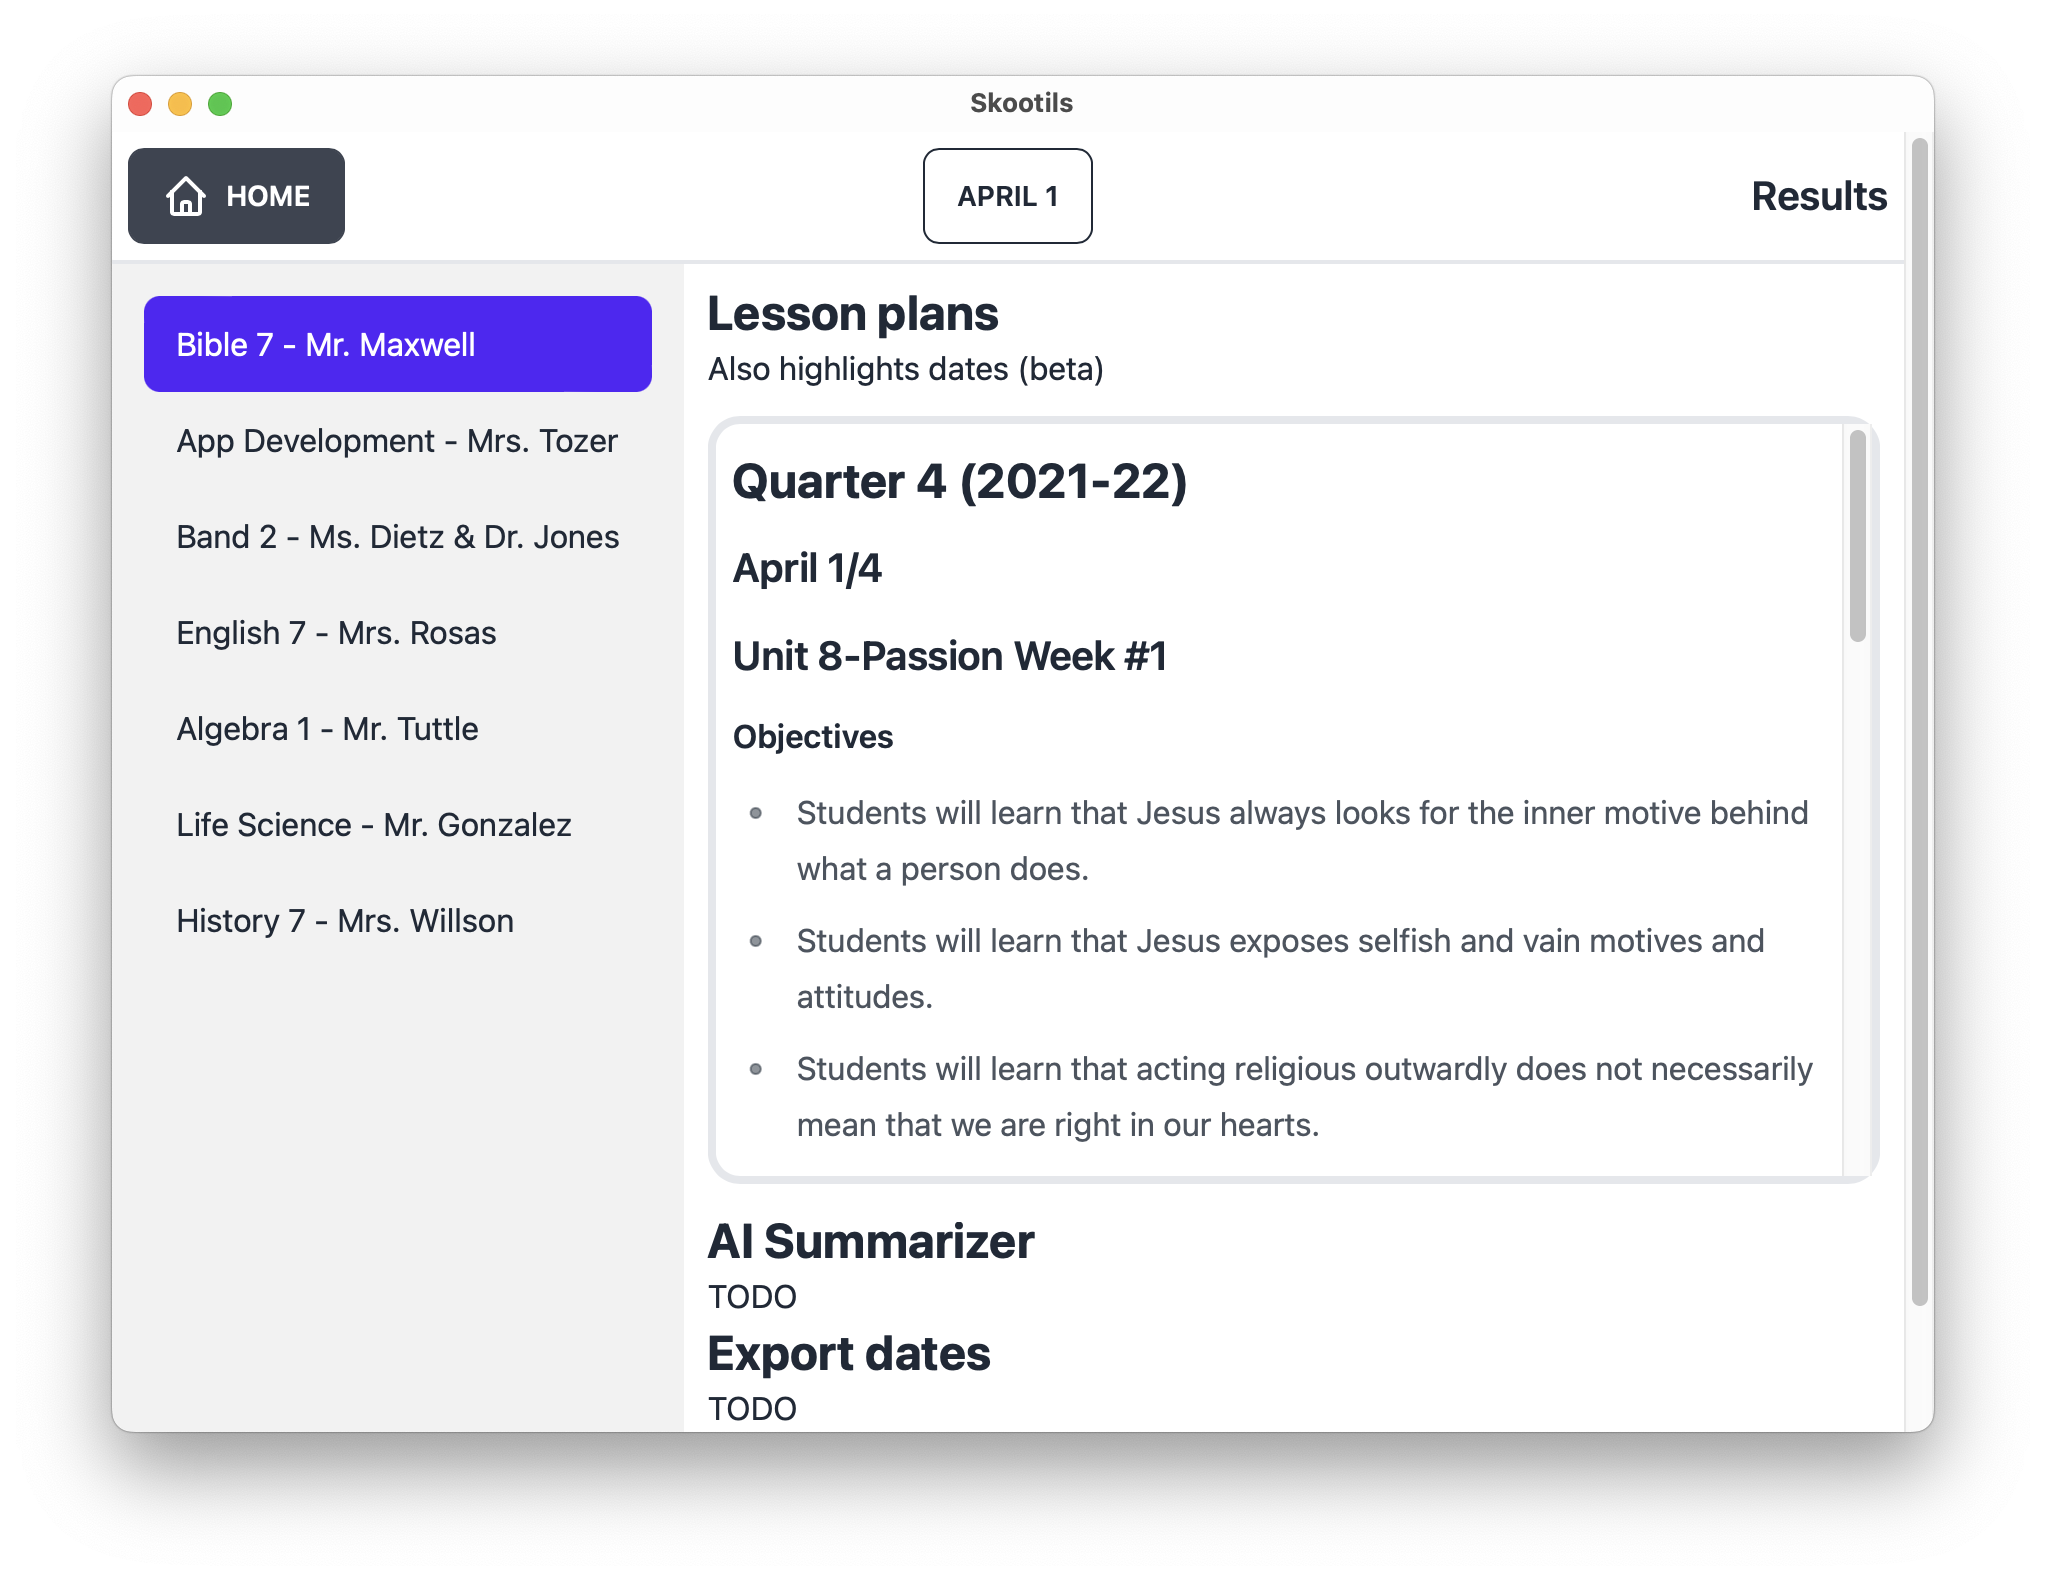 Skootils
HOME
APRIL 1
Results
Bible 7 - Mr. Maxwell
App Development - Mrs. Tozer
Band 2 - Ms. Dietz & Dr. Jones
English 7 - Mrs. Rosas
Algebra 1 - Mr. Tuttle
Life Science - Mr. Gonzalez
History 7 - Mrs. Willson
Lesson plans
Also highlights dates (beta)
Quarter 4 (2021-22)
April 1/4
Unit 8-Passion Week #1
Objectives
Students will learn that Jesus always looks for the inner motive behind
what a person does.
Students will learn that Jesus exposes selfish and vain motives and
attitudes.
Students will learn that acting religious outwardly does not necessarily
mean that we are right in our hearts.
AI Summarizer
TODO
Export dates
TODO